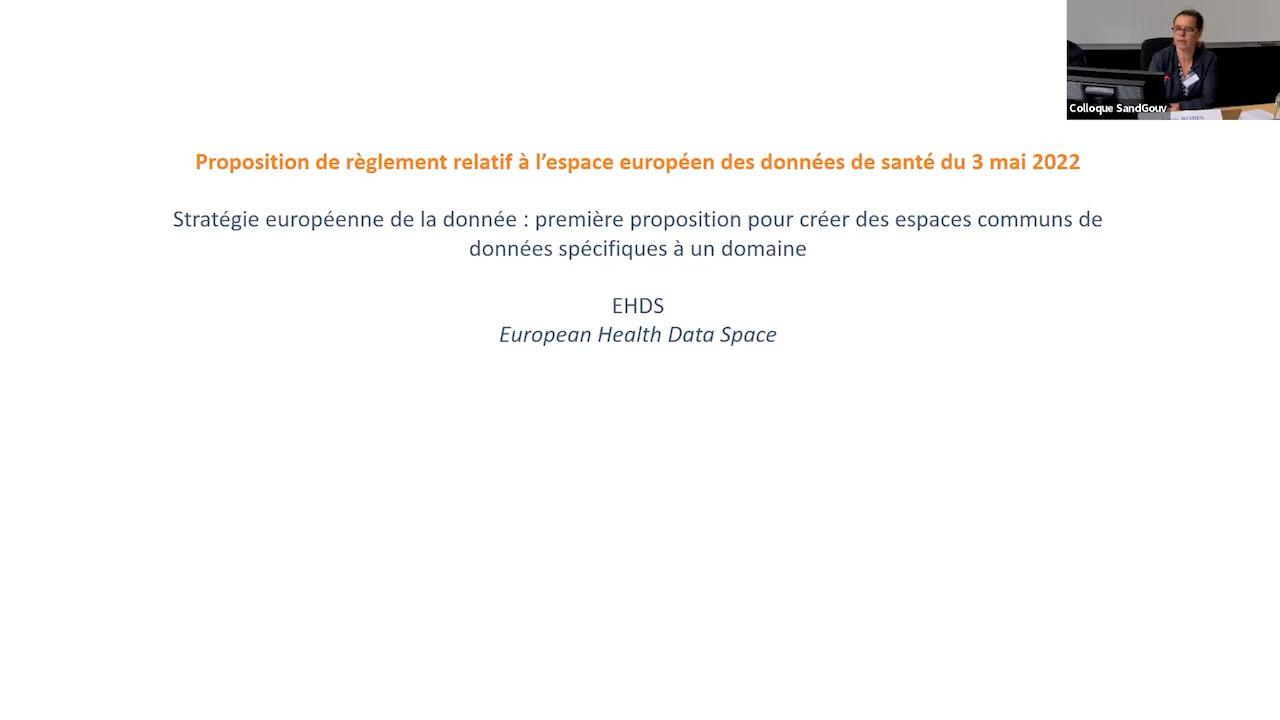 Colloque SandGouv
Proposition de règlement relatif à l’espace européen des données de santé du 3 mai 2022
Stratégie européenne de la donnée : première proposition pour créer des espaces communs de
données spécifiques à un domaine
EHDS
European Health Data Space